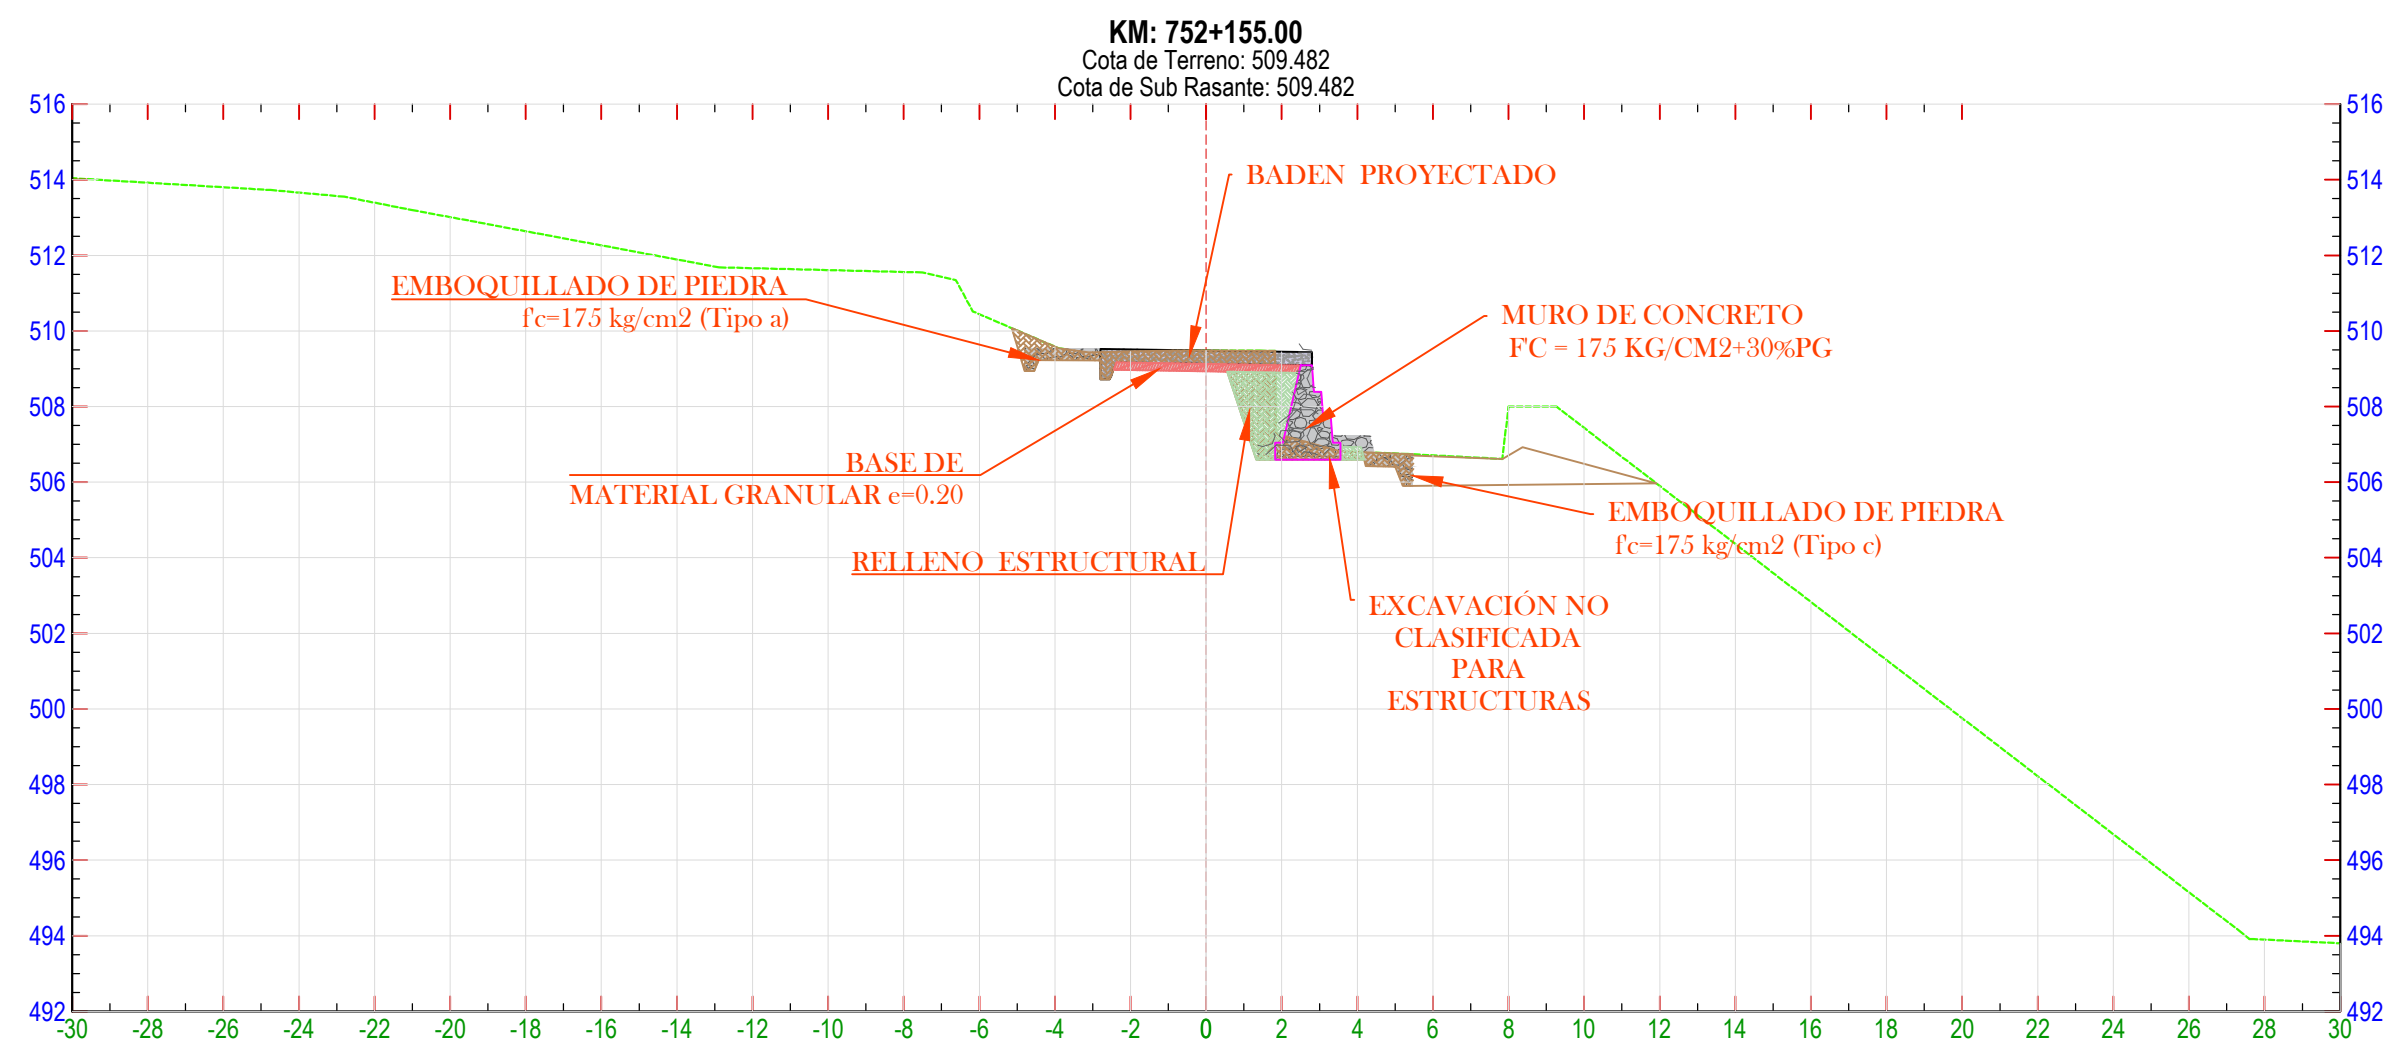 KM: 752+155.00
Cota de Terreno: 509.482
Cota de Sub Rasante: 509.482
516 516
514 514
512 512
510 510
508 508
506 506
504 504
502 502
500 500
498 498
496 496
494 494
492 492
BADEN PROYECTADO
EMBOQUILLADO DE PIEDRA
f'c=175 kg/cm2 (Tipo a)
MURO DE CONCRETO
F'C = 175 KG/CM2+30%PG
BASE DE
MATERIAL GRANULAR e=0.20
EMBOQUILLADO DE PIEDRA
f'c=175 kg/cm2 (Tipo c)
RELLENO ESTRUCTURAL
EXCAVACIÓN NO
CLASIFICADA
PARA
ESTRUCTURAS
-30 -28 -26 -24 -22 -20 -18 -16 -14 -12 -10 -8 -6 -4 -2 0 2 4 6 8 10 12 14 16 18 20 22 24 26 28 30